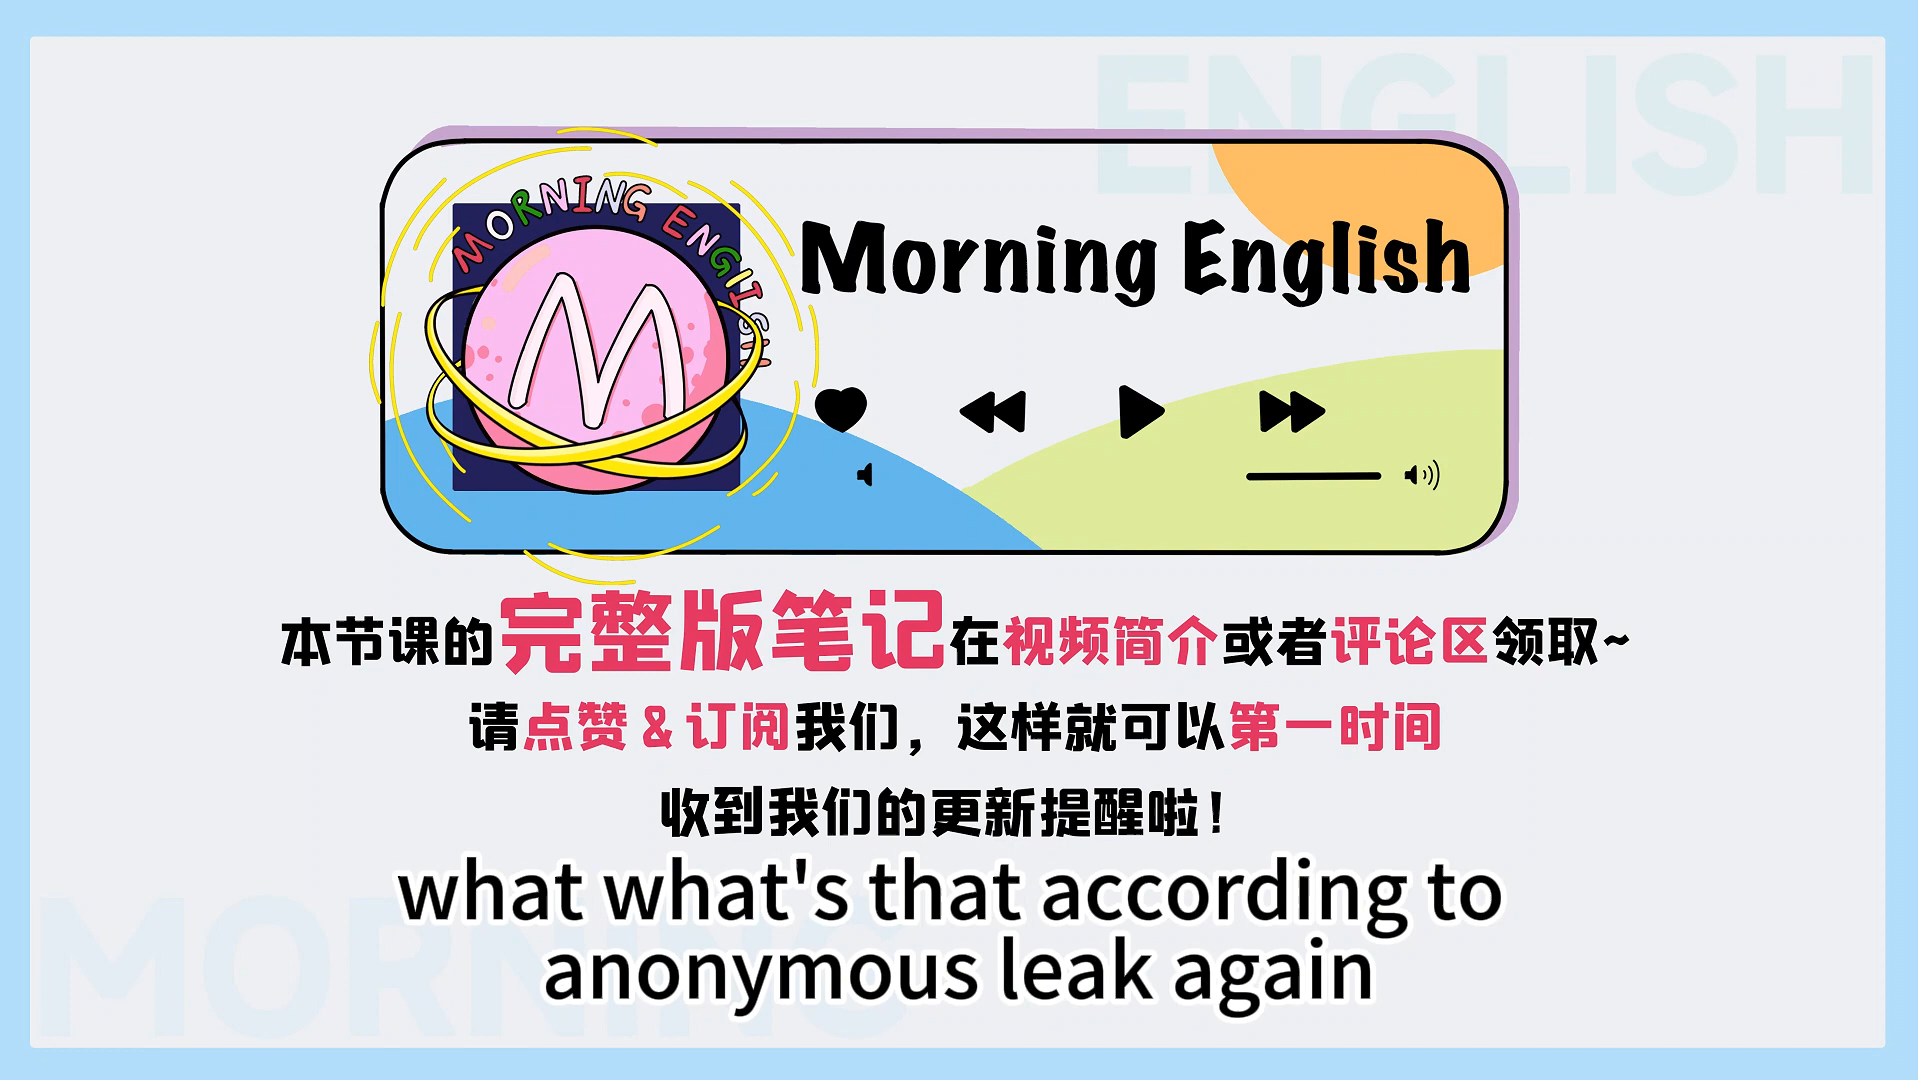 ENGLISH
MORNING ENGLISH
M
Morning English
本节课的完整版笔记在视频简介或者评论区领取~
请点赞&订阅我们，这样就可以第一时间
收到我们的更新提醒啦！
what what's that according to
anonymous leak again
MORNING